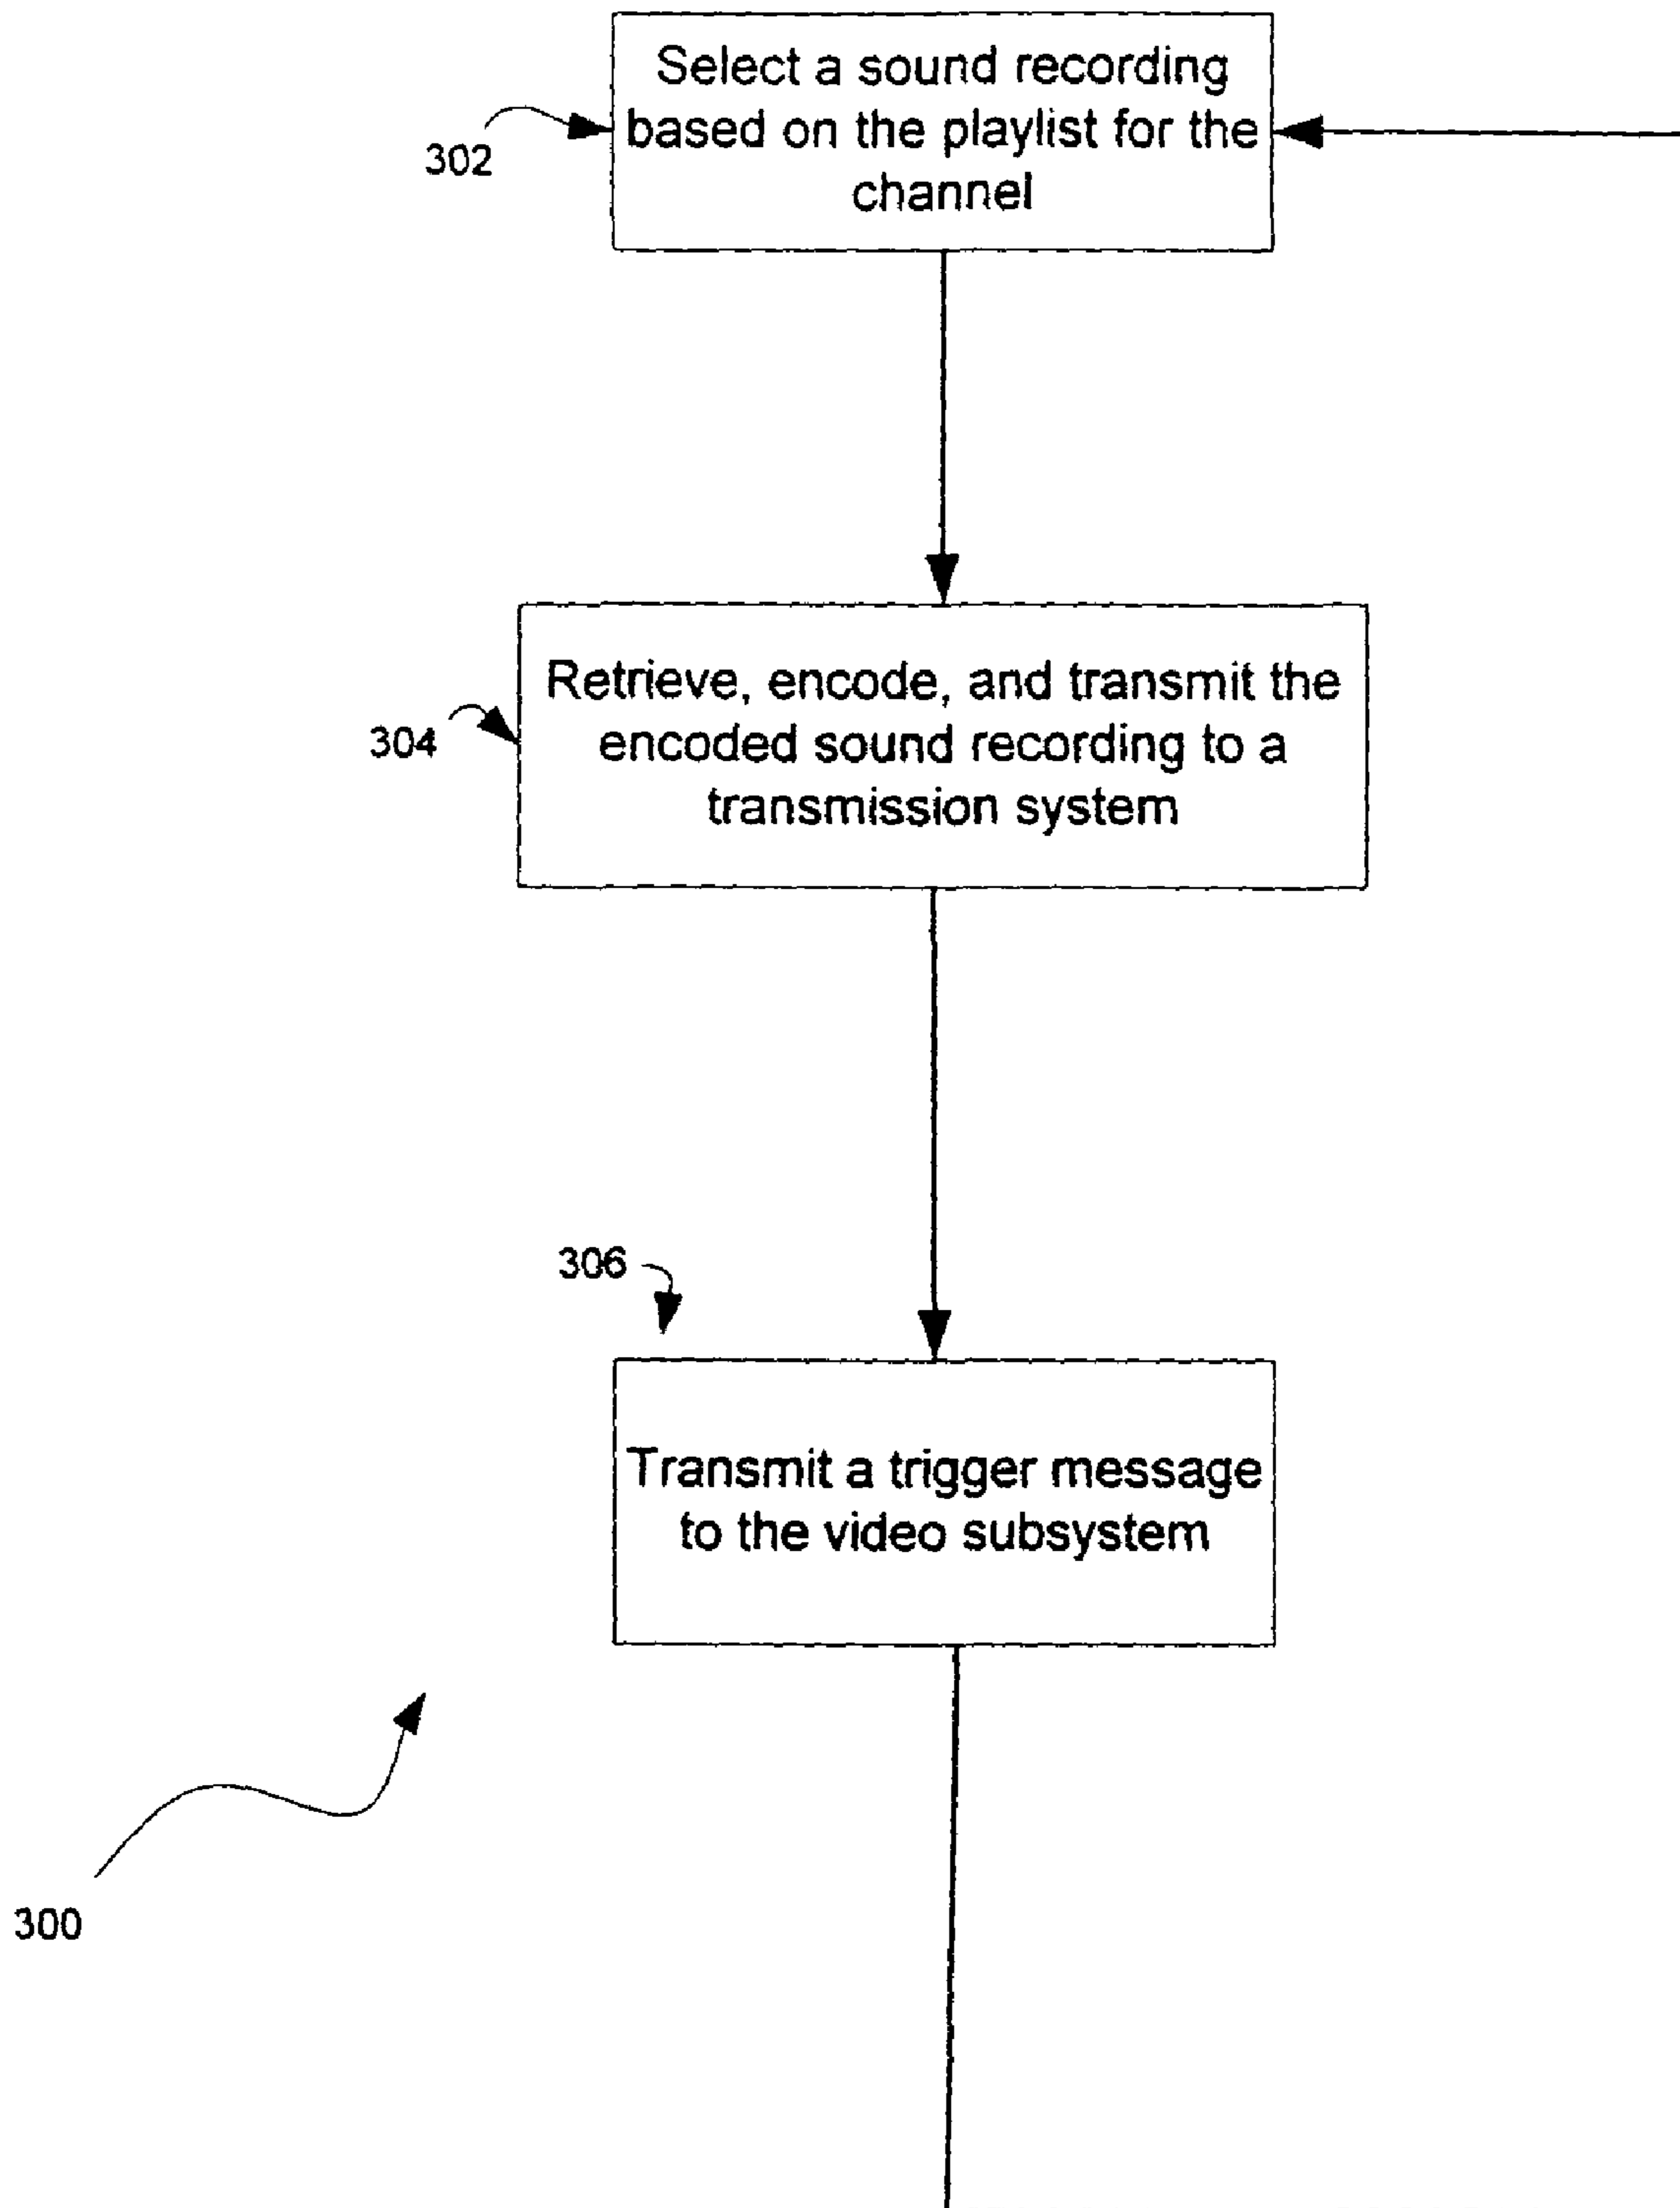 Select a sound recording
based on the playlist for the
channel
302
Retrieve, encode, and transmit the
encoded sound recording to a
transmission system
304
306
Transmit a trigger message
to the video subsystem
300